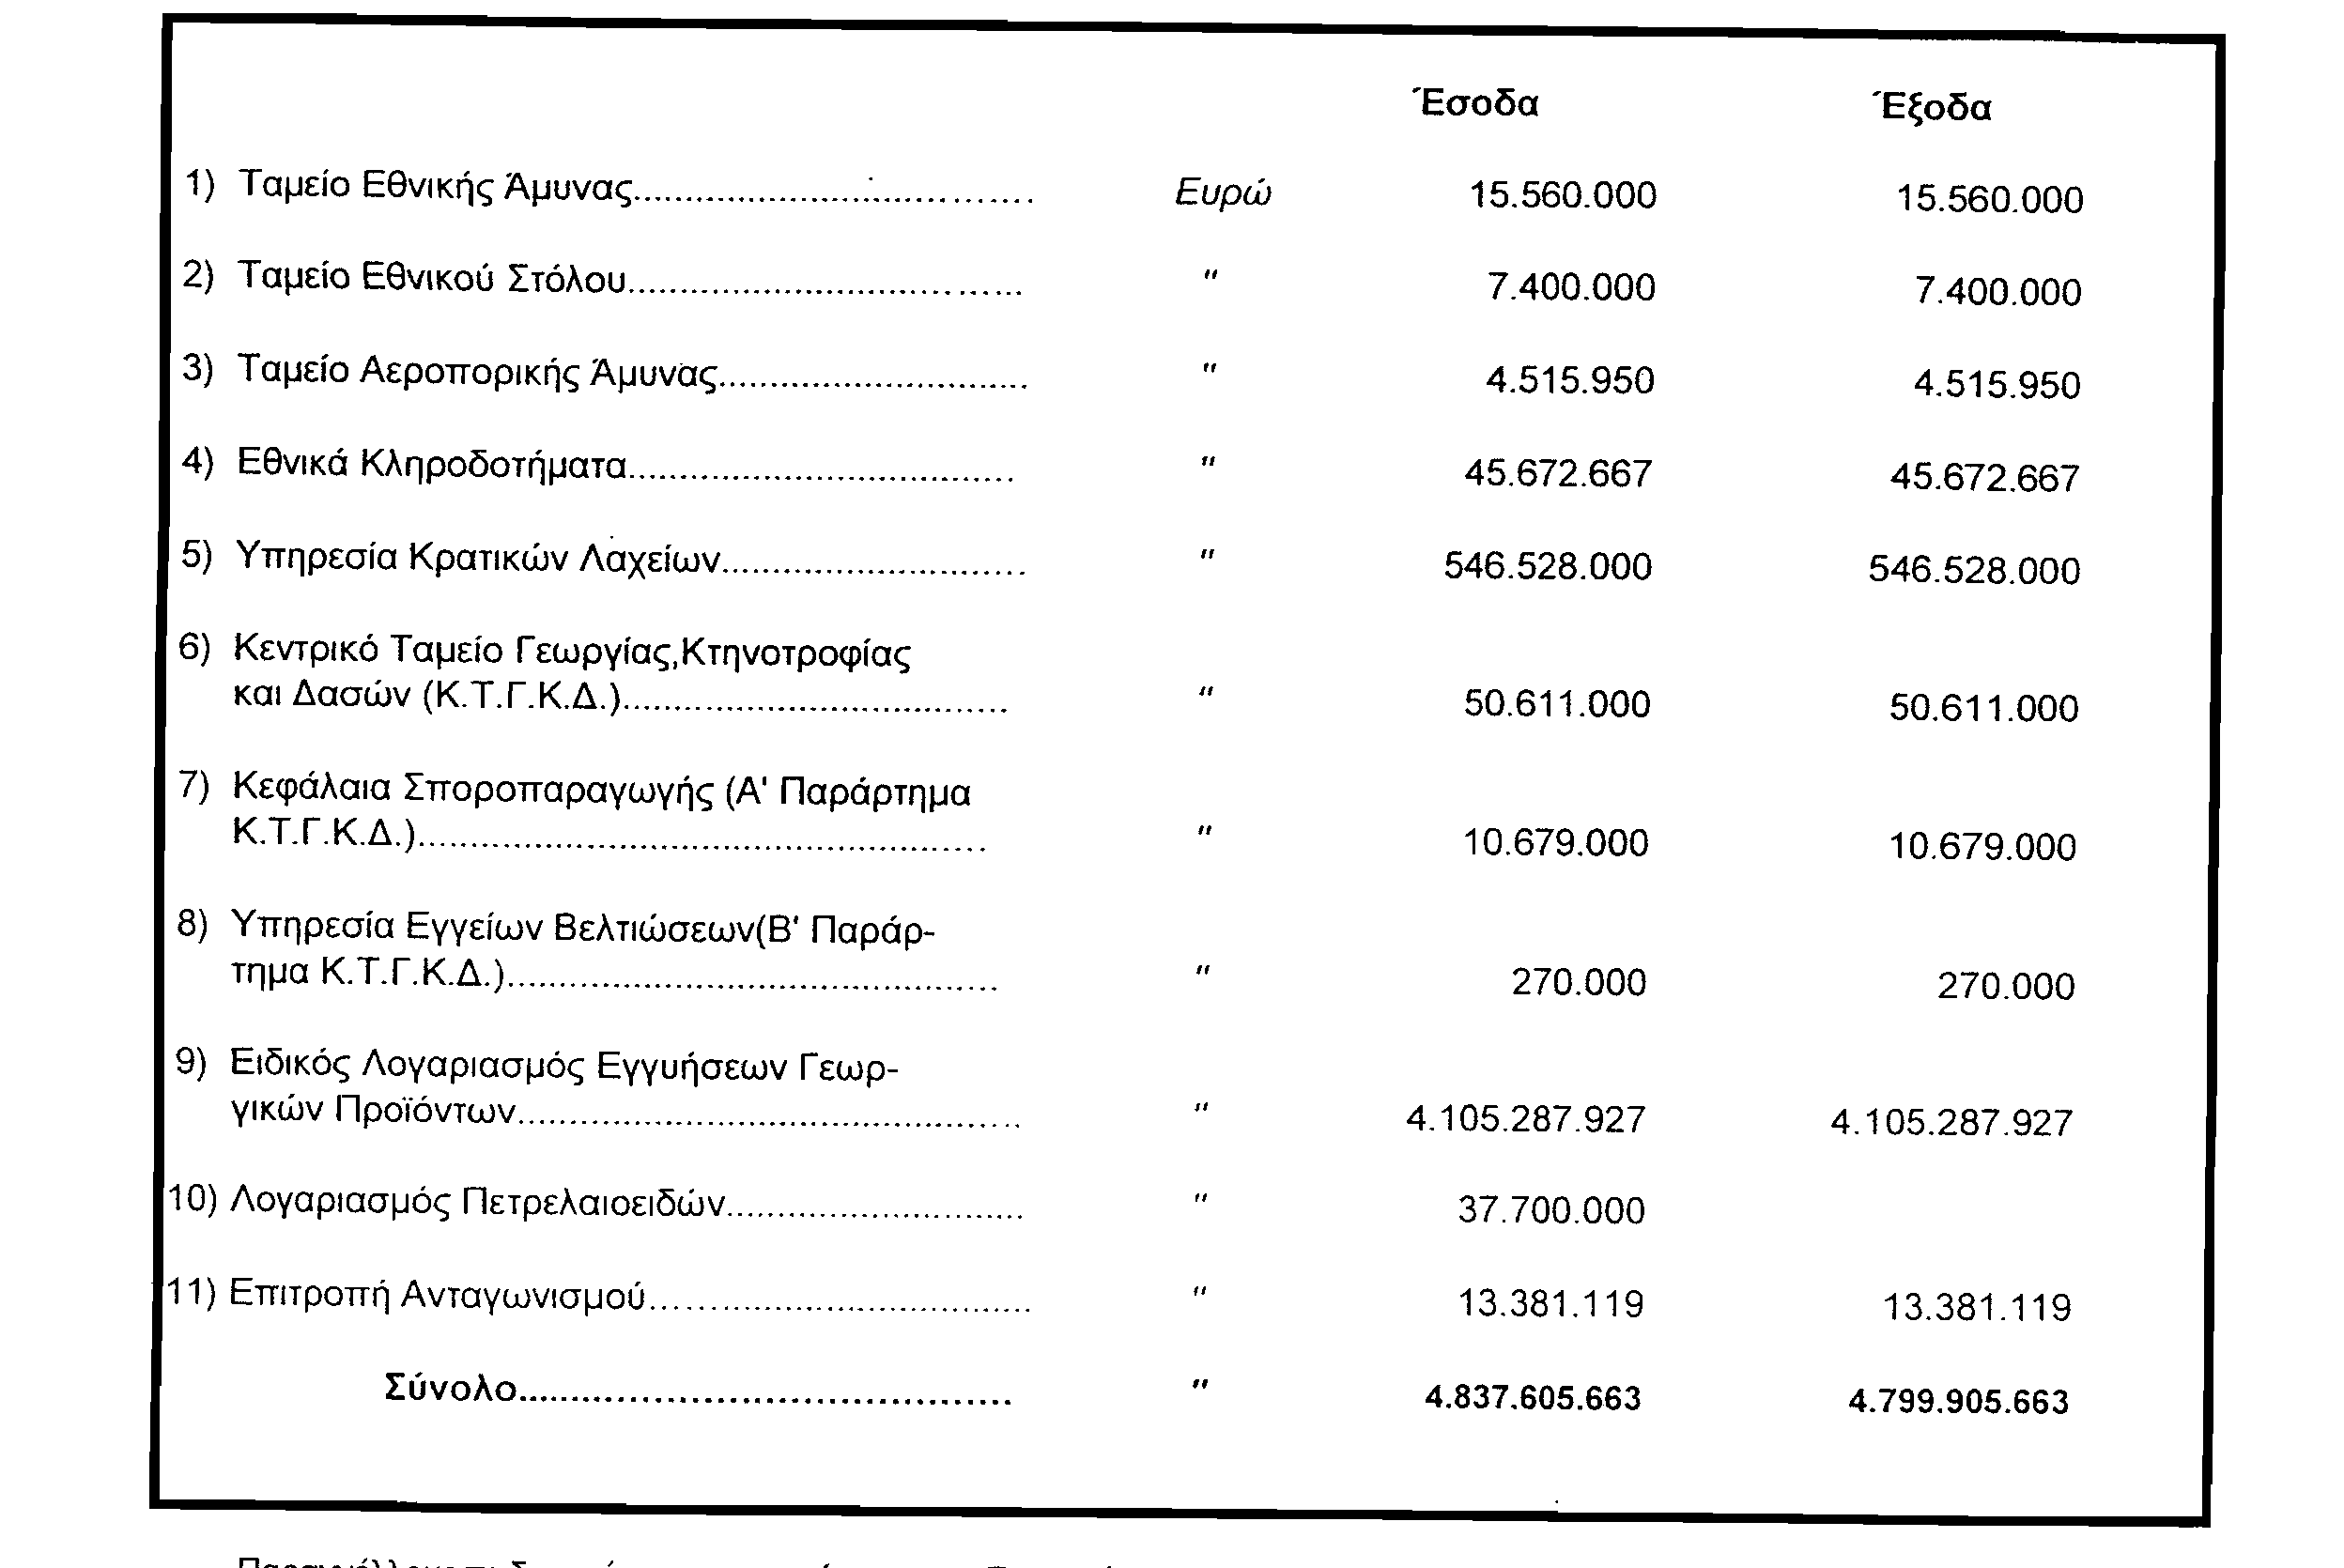 Έσοδα Έξοδα
1) Ταμείο Εθνικής Άμυνας................................... Ευρώ 15.560.000 15.560.000
2) Ταμείο Εθνικού Στόλου................................... " 7.400.000 7.400.000
3) Ταμείο Αεροπορικής Άμυνας........................... " 4.515.950 4.515.950
4) Εθνικά Κληροδοτήματα.................................. " 45.672.667 45.672.667
5) Υπηρεσία Κρατικών Λαχείων........................... " 546.528.000 546.528.000
6) Κεντρικό Ταμείο Γεωργίας,Κτηνοτροφίας
και Δασών (Κ.Τ.Γ.Κ.Δ.).................................. " 50.611.000 50.611.000
7) Κεφάλαια Σποροπαραγωγής (Α' Παράρτημα
Κ.Τ.Γ.Κ.Δ.).................................................. " 10.679.000 10.679.000
8) Υπηρεσία Εγγείων Βελτιώσεων(Β' Παράρ-
τημα Κ.Τ.Γ.Κ.Δ.)........................................... " 270.000 270.000
9) Ειδικός Λογαριασμός Εγγυήσεων Γεωρ-
γικών Προϊόντων............................................ " 4.105.287.927 4.105.287.927
10) Λογαριασμός Πετρελαιοειδών.......................... " 37.700.000
11) Επιτροπή Ανταγωνισμού................................. " 13.381.119 13.381.119
Σύνολο........................................... " 4.837.605.663 4.799.905.663